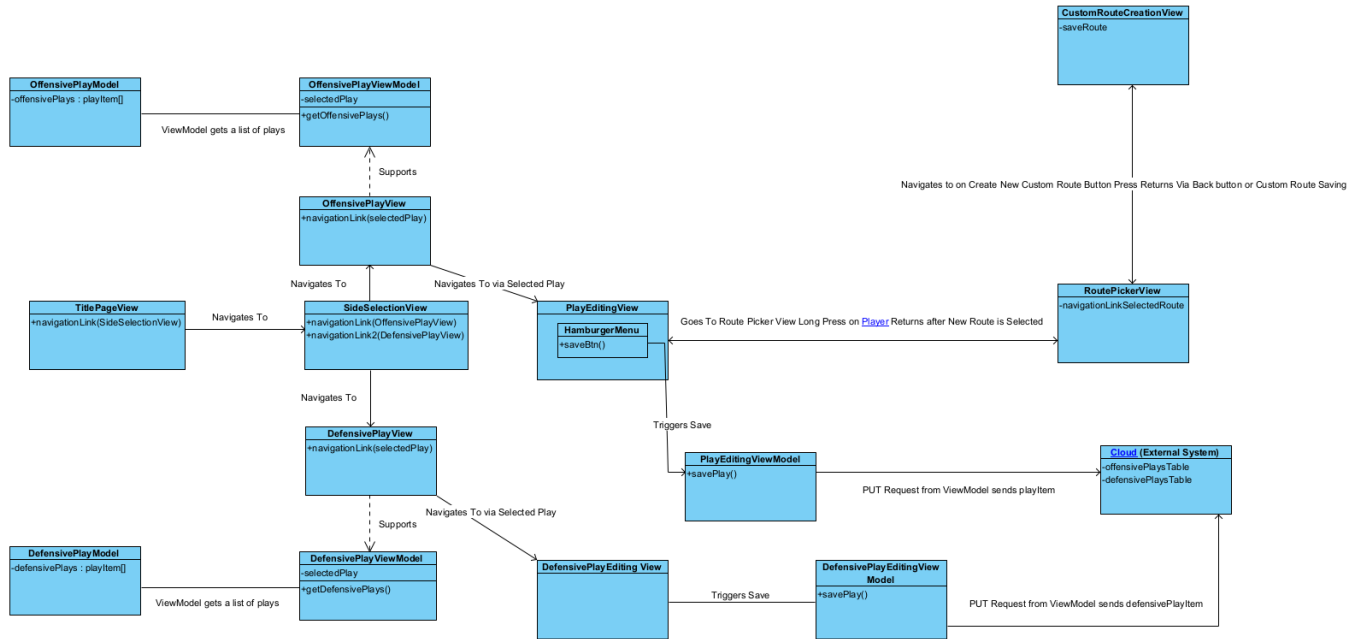 CustomRouteCreationView
-saveRoute
OffensivePlayModel
-offensivePlays : playItem[]
ViewModel gets a list of plays
OffensivePlayViewModel
-selectedPlay
+getOffensivePlays()
Supports
Navigates to on Create New Custom Route Button Press Returns Via Back button or Custom Route Saving
OffensivePlayView
+navigationLink(selectedPlay)
Navigates To
Navigates To via Selected Play
TitlePageView
+navigationLink(SideSelectionView)
Navigates To
SideSelectionView
+navigationLink(OffensivePlayView)
+navigationLink2(DefensivePlayView)
PlayEditingView
HamburgerMenu
+saveBtn()
Goes To Route Picker View Long Press on Player Returns after New Route is Selected
RoutePickerView
-navigationLinkSelectedRoute
Navigates To
Triggers Save
DefensivePlayView
+navigationLink(selectedPlay)
PlayEditingViewModel
+savePlay()
PUT Request from ViewModel sends playItem
Cloud (External System)
-offensivePlaysTable
-defensivePlaysTable
Supports
Navigates To via Selected Play
DefensivePlayModel
-defensivePlays : playItem[]
ViewModel gets a list of plays
DefensivePlayViewModel
-selectedPlay
+getDefensivePlays()
DefensivePlayEditing View
Triggers Save
DefensivePlayEditingView
Model
+savePlay()
PUT Request from ViewModel sends defensivePlayItem